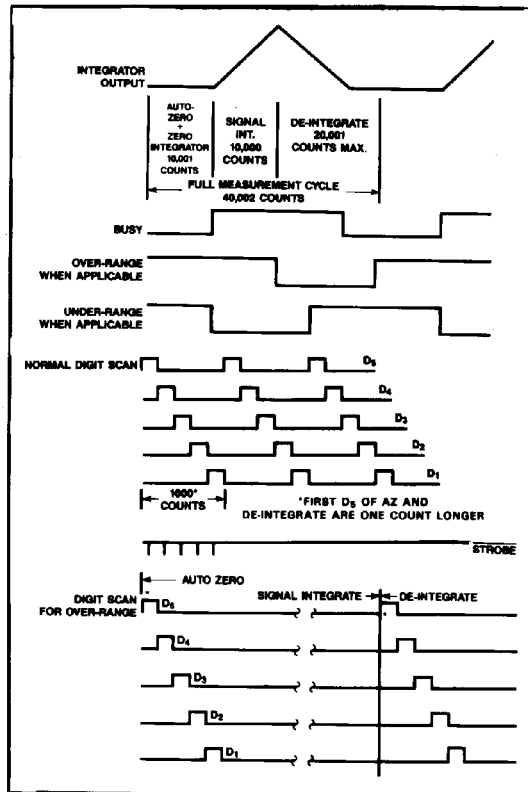 INTEGRATOR
OUTPUT
AUTO-
ZERO
+
ZERO
INTEGRATOR
10,001
COUNTS
SIGNAL
INT.
10,000
COUNTS
DE-INTEGRATE
20,001
COUNTS MAX.
FULL MEASUREMENT CYCLE
40,002 COUNTS
BUSY
OVER-RANGE
WHEN APPLICABLE
UNDER-RANGE
WHEN APPLICABLE
NORMAL DIGIT SCAN
D5
D4
D3
D2
D1
1000*
COUNTS
*FIRST D5 OF AZ AND
DE-INTEGRATE ARE ONE COUNT LONGER
STROBE
AUTO ZERO
SIGNAL INTEGRATE
DE-INTEGRATE
DIGIT SCAN
FOR OVER-RANGE
*
D5
*
D4
D3
D2
D1